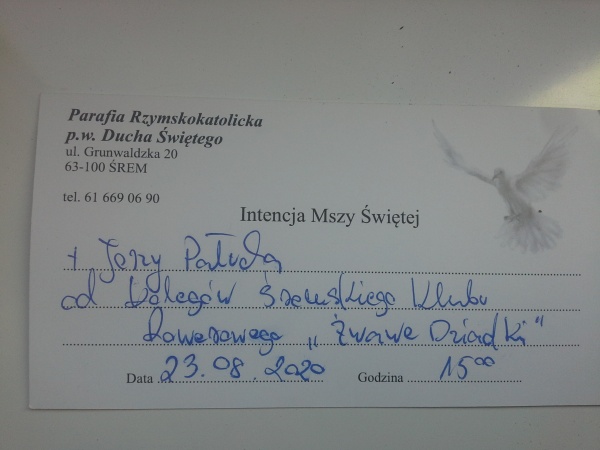 Parafia Rzymskokatolicka
p.w. Ducha Świętego
ul. Grunwaldzka 20
63-100 ŚREM
tel. 61 669 06 90
Intencja Mszy Świętej
+ Jerzy Pałucha
od Kolegów Śremskiego Klubu
Rowerowego „Żwawe Dziadki"
Data 23.08.2020 Godzina 15⁰⁰